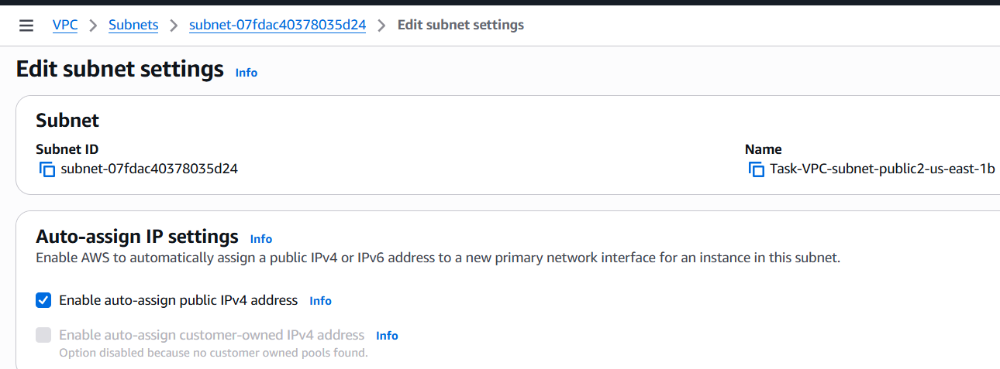 VPC > Subnets > subnet-07fdac40378035d24 > Edit subnet settings
Edit subnet settings Info
Subnet
Subnet ID
subnet-07fdac40378035d24
Name
Task-VPC-subnet-public2-us-east-1b
Auto-assign IP settings Info
Enable AWS to automatically assign a public IPv4 or IPv6 address to a new primary network interface for an instance in this subnet.
Enable auto-assign public IPv4 address Info
Enable auto-assign customer-owned IPv4 address Info
Option disabled because no customer owned pools found.